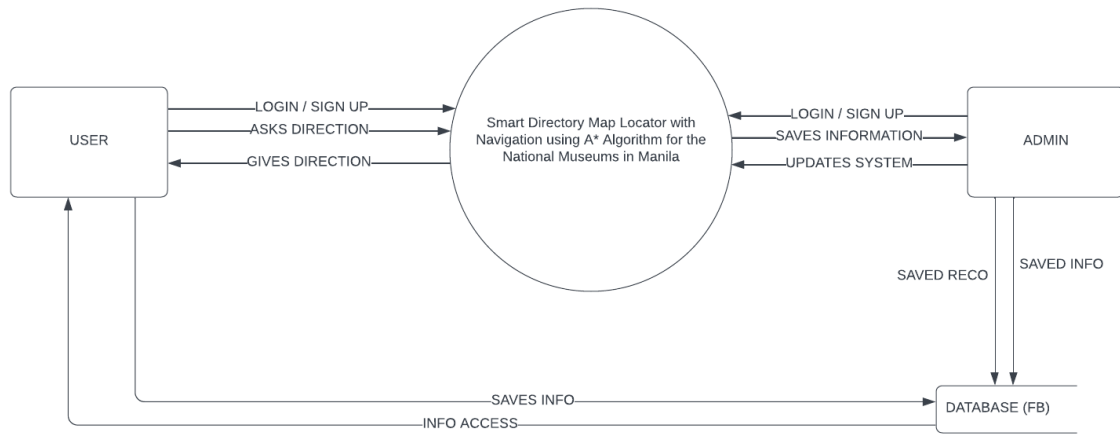 LOGIN / SIGN UP
ASKS DIRECTION
USER
GIVES DIRECTION
Smart Directory Map Locator with
Navigation using A* Algorithm for the
National Museums in Manila
LOGIN / SIGN UP
SAVES INFORMATION
ADMIN
UPDATES SYSTEM
SAVED RECO
SAVED INFO
SAVES INFO
INFO ACCESS
DATABASE (FB)